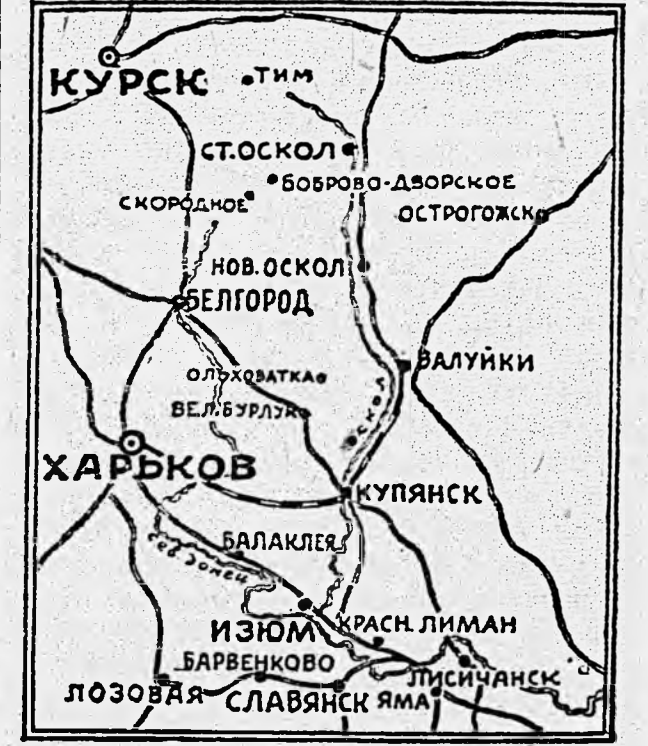 КУРСК
ТИМ
СТ.ОСКОЛ
БОБРОВО-ДВОРСКОЕ
СКОРОДНОЕ
ОСТРОГОЖСК
НОВ.ОСКОЛ
БЕЛГОРОД
ВАЛУЙКИ
ОЛЬХОВАТКА
ОСКОЛ
ВЕЛ.БУРЛУК
ХАРЬКОВ
КУПЯНСК
БАЛАКЛЕЯ
СЕВ ДОНЕЦ
ИЗЮМ
КРАСН. ЛИМАН
БАРВЕНКОВО
ЛИСИЧАНСК
ЛОЗОВАЯ
СЛАВЯНСК
ЯМА